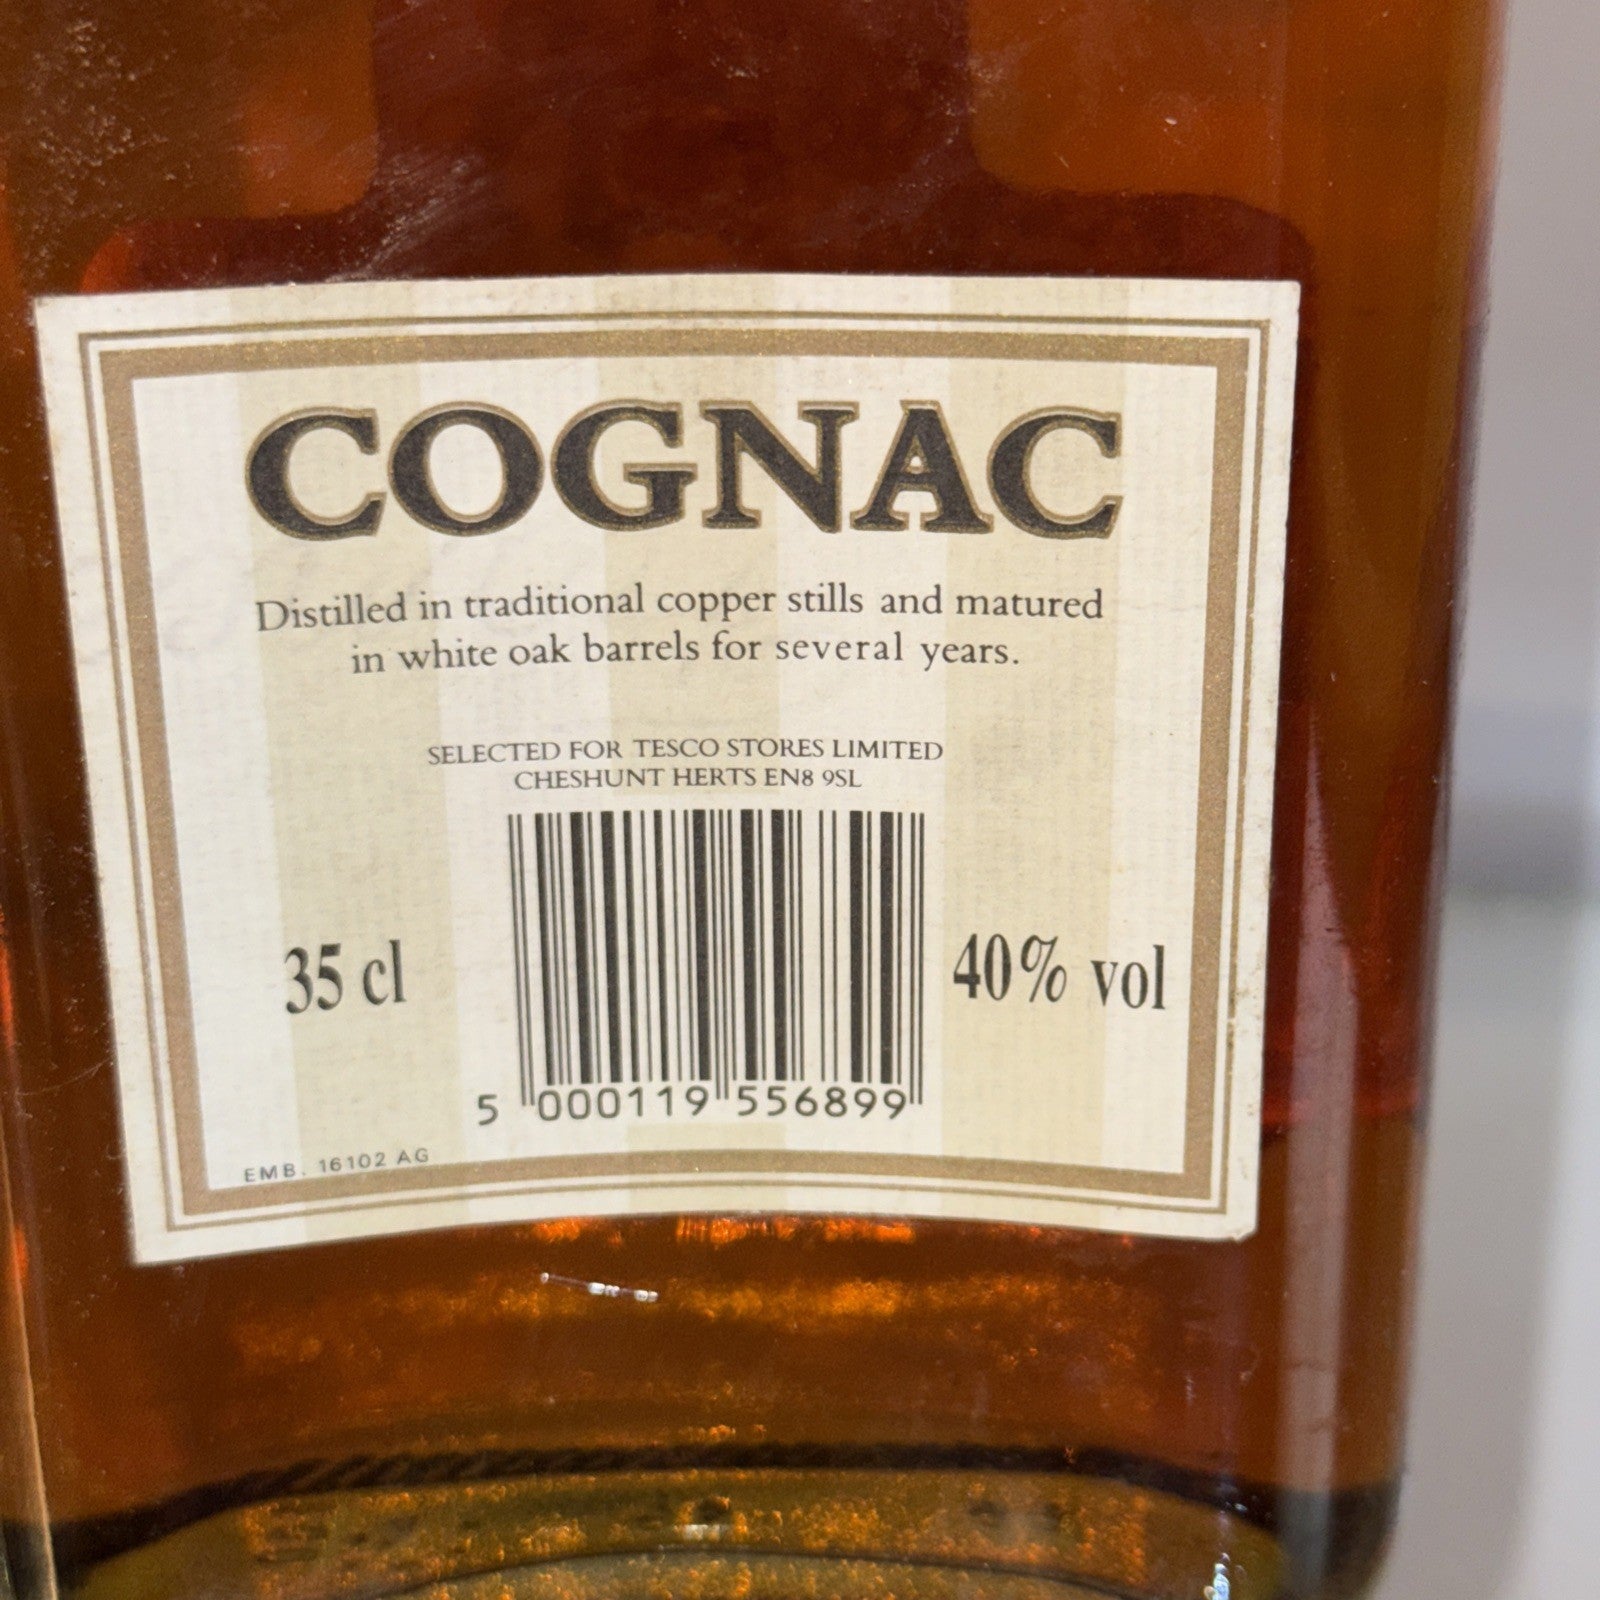 COGNAC
Distilled in traditional copper stills and matured
in white oak barrels for several years.
SELECTED FOR TESCO STORES LIMITED
CHESHUNT HERTS EN8 9SL
35 cl
40% vol
5 000119 556899
EMB. 16102 AG